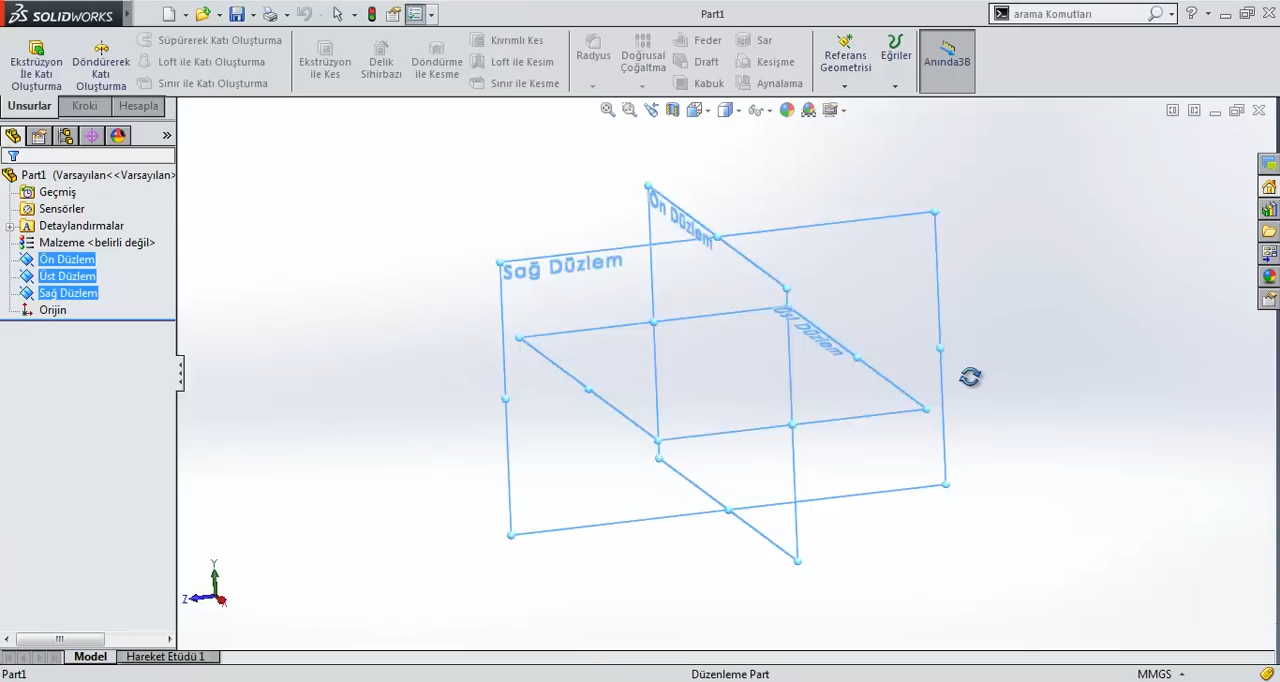 SOLIDWORKS
Part1
arama Komutları
Ekstrüzyon İle Katı Oluşturma
Döndürerek Katı Oluşturma
Süpürerek Katı Oluşturma
Loft ile Katı Oluşturma
Sınır ile Katı Oluşturma
Ekstrüzyon ile Kes
Delik Sihirbazı
Döndürme ile Kesme
Kıvrımlı Kes
Loft ile Kesim
Sınır ile Kesme
Radyus
Doğrusal Çoğaltma
Feder
Draft
Kabuk
Sar
Kesişme
Aynalama
Referans Geometrisi
Eğriler
Anında3B
Unsurlar
Kroki
Hesapla
Part1 (Varsayılan<<Varsayılan>
Geçmiş
Sensörler
Detaylandırmalar
Malzeme <belirli değil>
Ön Düzlem
Üst Düzlem
Sağ Düzlem
Orijin
Ön Düzlem
Sağ Düzlem
Üst Düzlem
Y
Z
X
Model
Hareket Etüdü 1
Part1
Düzenleme Part
MMGS